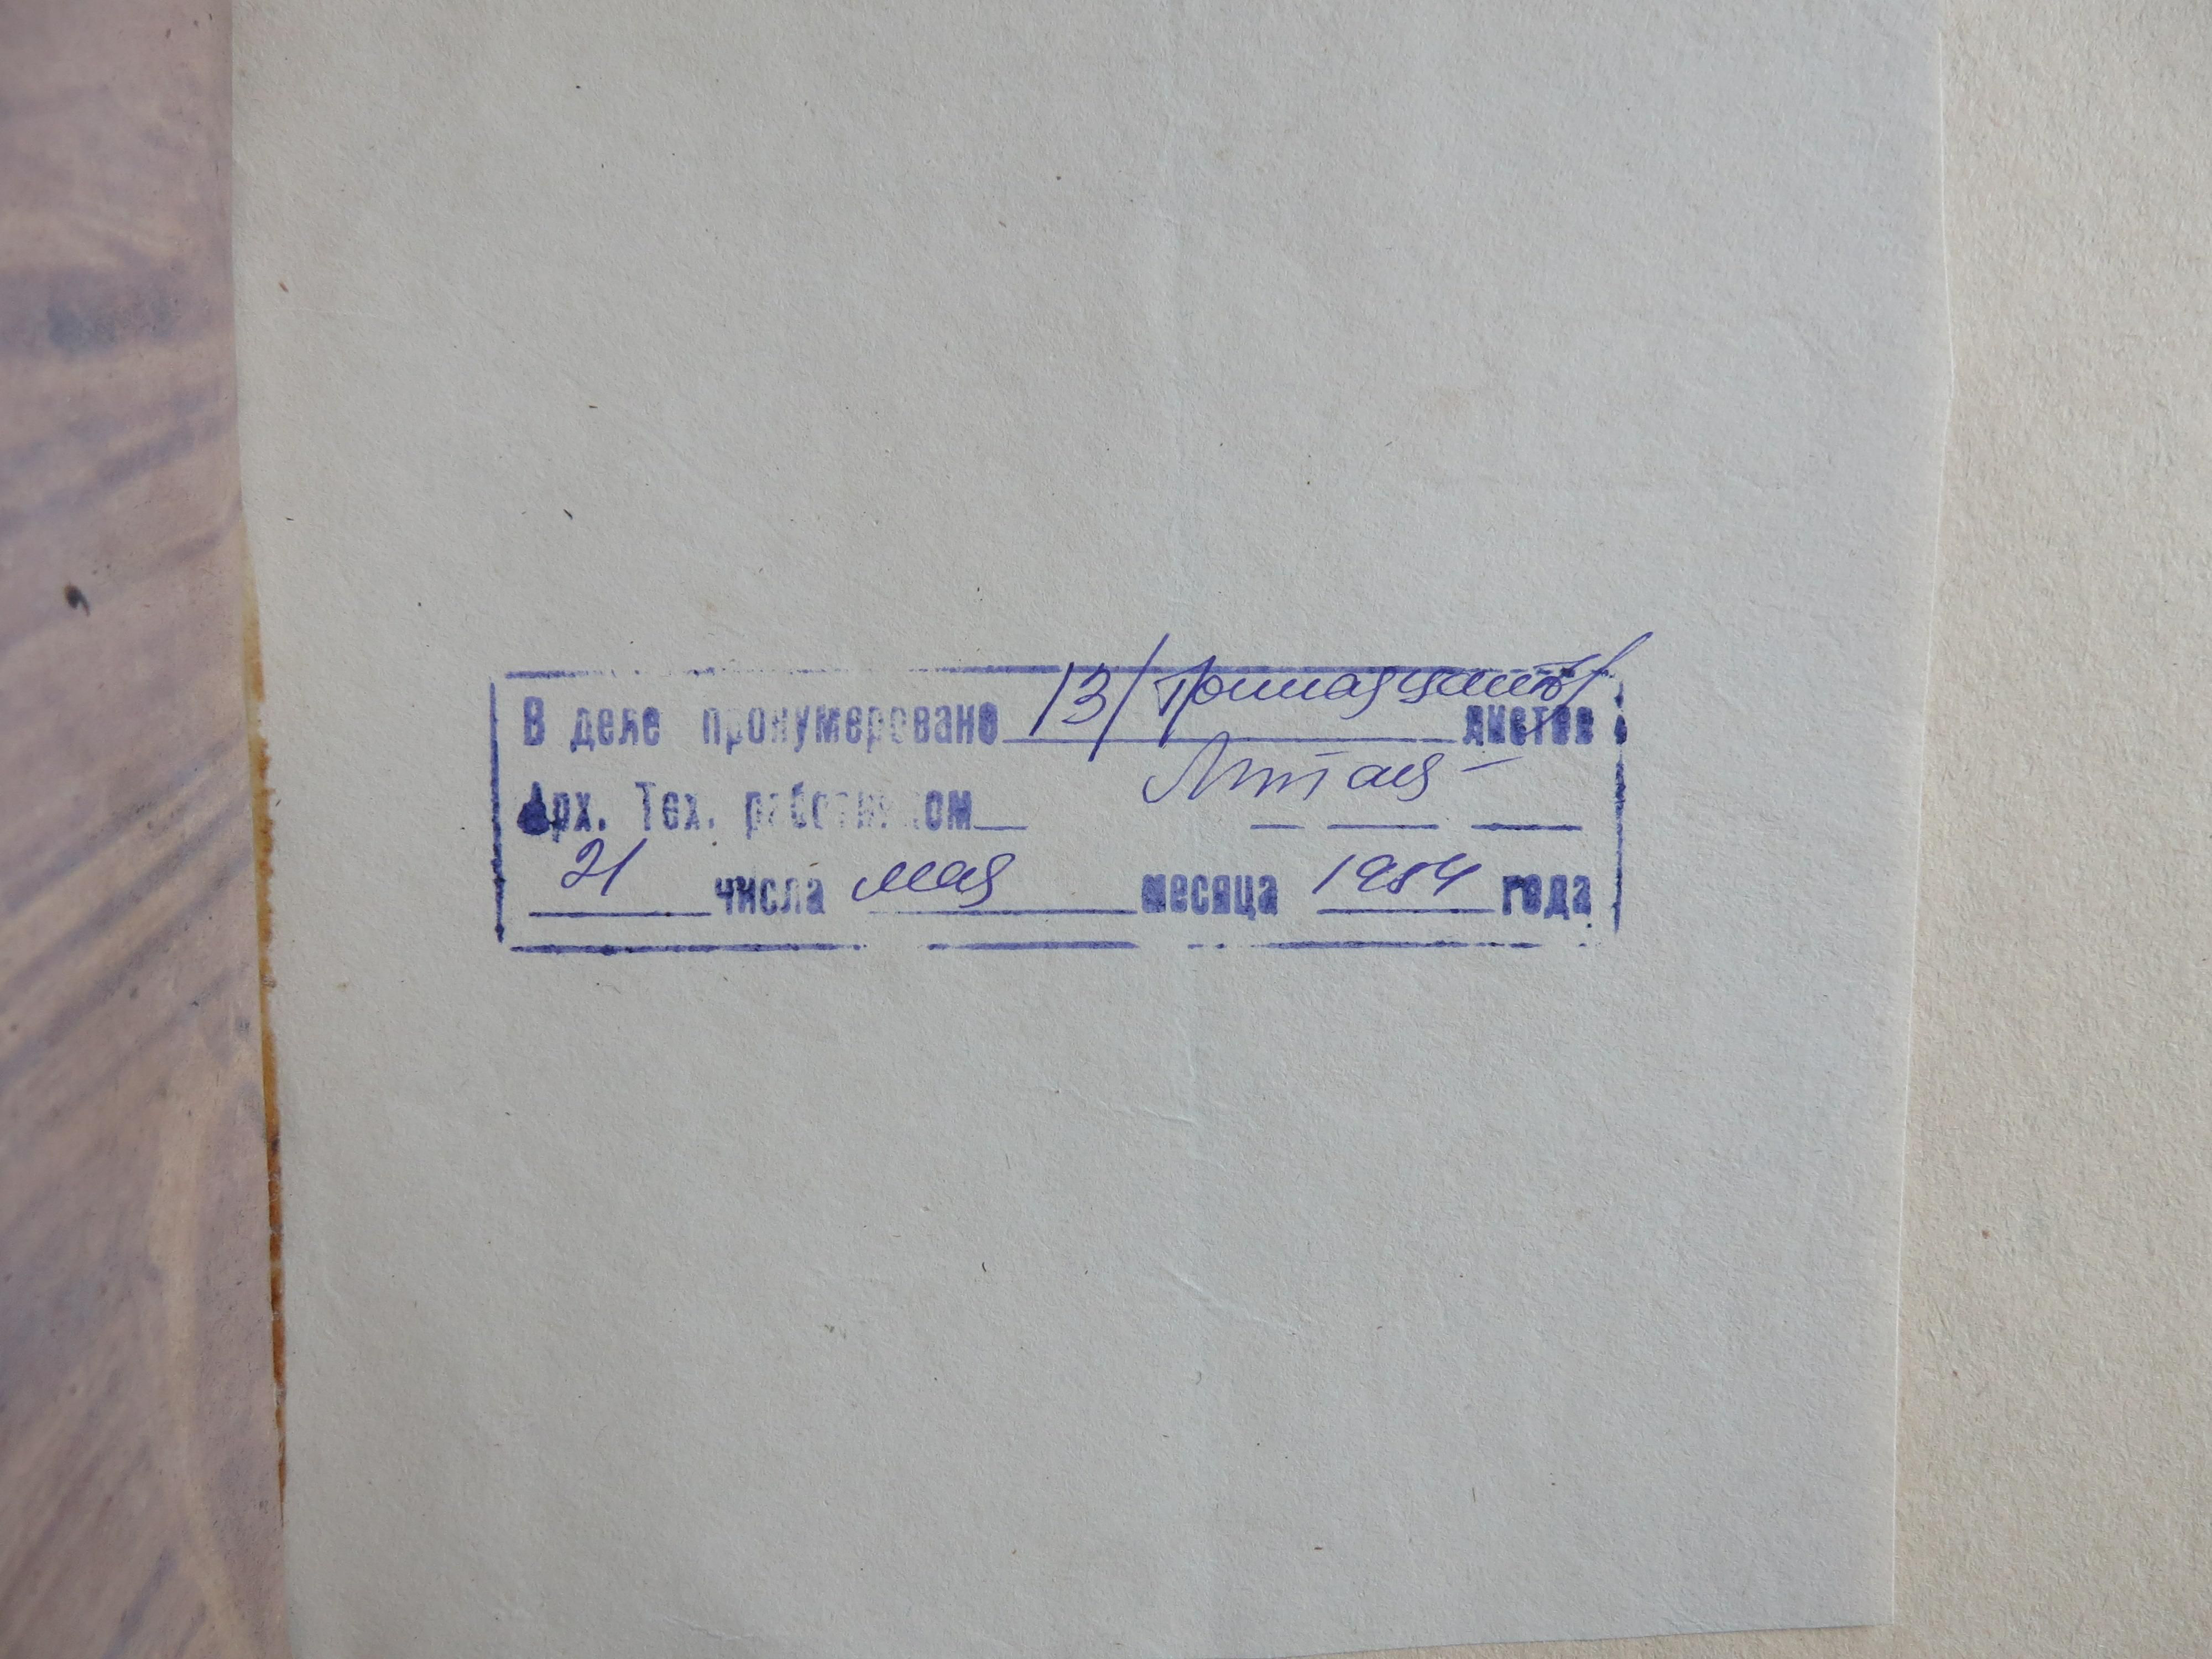 В деле пронумеровано 13/тринадцать/ листов
Арх. Тех. работником
21 числа мая месяца 1984 года